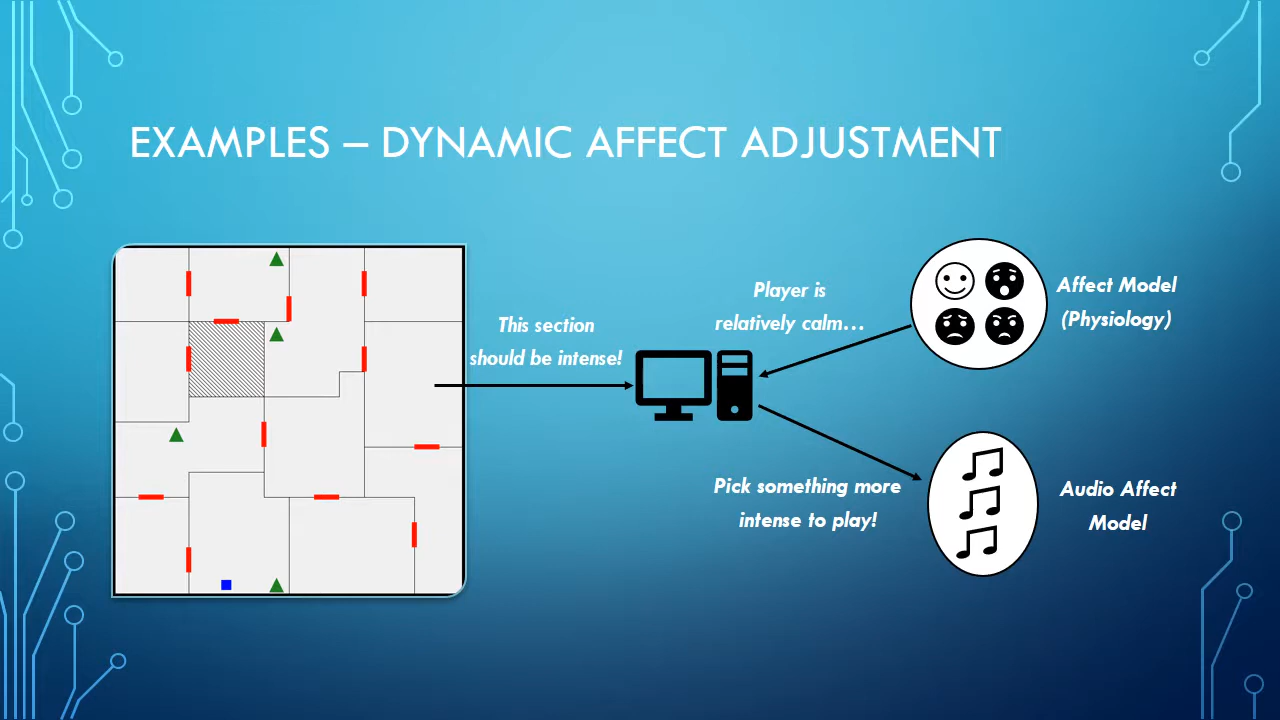 EXAMPLES – DYNAMIC AFFECT ADJUSTMENT
This section
should be intense!
Player is
relatively calm…
Affect Model
(Physiology)
Pick something more
intense to play!
Audio Affect
Model